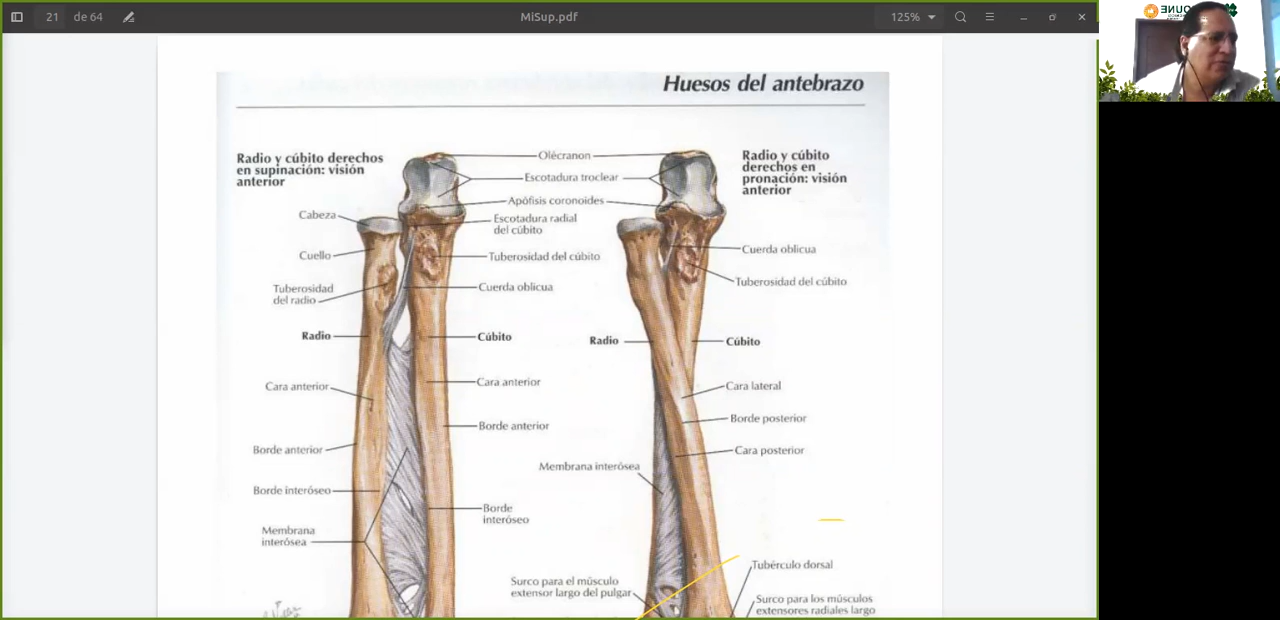 21
de 64
MiSup.pdf
125%
Huesos del antebrazo
Radio y cúbito derechos
en supinación: visión
anterior
Olécranon
Escotadura troclear
Apófisis coronoides
Radio y cúbito
derechos en
pronación: visión
anterior
Cabeza
Escotadura radial
del cúbito
Cuello
Tuberosidad del cúbito
Cuerda oblicua
Tuberosidad
del radio
Cuerda oblicua
Tuberosidad del cúbito
Radio
Cúbito
Radio
Cúbito
Cara anterior
Cara anterior
Cara lateral
Borde anterior
Borde anterior
Borde posterior
Cara posterior
Membrana interósea
Borde interóseo
Borde
interóseo
Membrana
interósea
Surco para el músculo
extensor largo del pulgar
Tubérculo dorsal
Surco para los músculos
extensores radiales largo